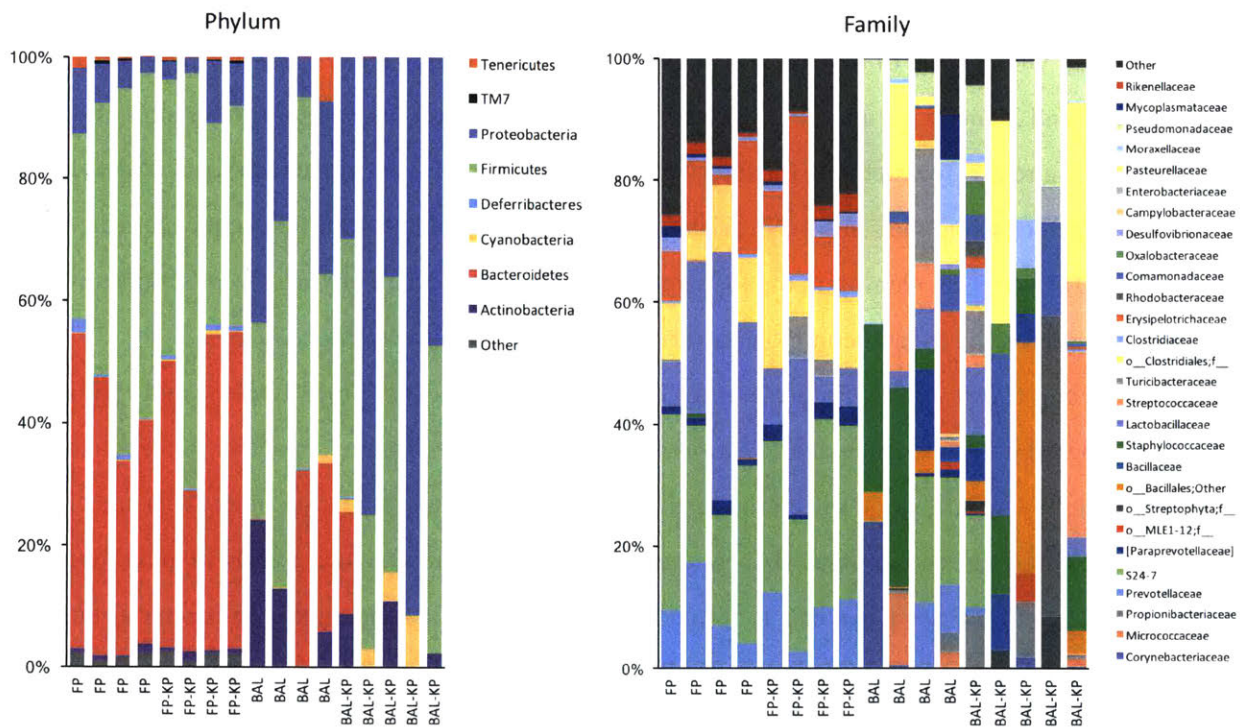 Phylum
100%
80%
60%
40%
20%
0%
FP
FP
FP
FP
FP-KP
FP-KP
FP-KP
FP-KP
BAL
BAL
BAL
BAL
BAL-KP
BAL-KP
BAL-KP
BAL-KP
BAL-KP
Tenericutes
TM7
Proteobacteria
Firmicutes
Deferribacteres
Cyanobacteria
Bacteroidetes
Actinobacteria
Other
Family
100%
80%
60%
40%
20%
0%
FP
FP
FP
FP
FP-KP
FP-KP
FP-KP
FP-KP
BAL
BAL
BAL
BAL
BAL-KP
BAL-KP
BAL-KP
BAL-KP
BAL-KP
Other
Rikenellaceae
Mycoplasmataceae
Pseudomonadaceae
Moraxellaceae
Pasteurellaceae
Enterobacteriaceae
Campylobacteraceae
Desulfovibrionaceae
Oxalobacteraceae
Comamonadaceae
Rhodobacteraceae
Erysipelotrichaceae
Clostridiaceae
o__Clostridiales;f__
Turicibacteraceae
Streptococcaceae
Lactobacillaceae
Staphylococcaceae
Bacillaceae
o__Bacillales;Other
o__Streptophyta;f__
o__MLE1-12;f__
[Paraprevotellaceae]
S24-7
Prevotellaceae
Propionibacteriaceae
Micrococcaceae
Corynebacteriaceae